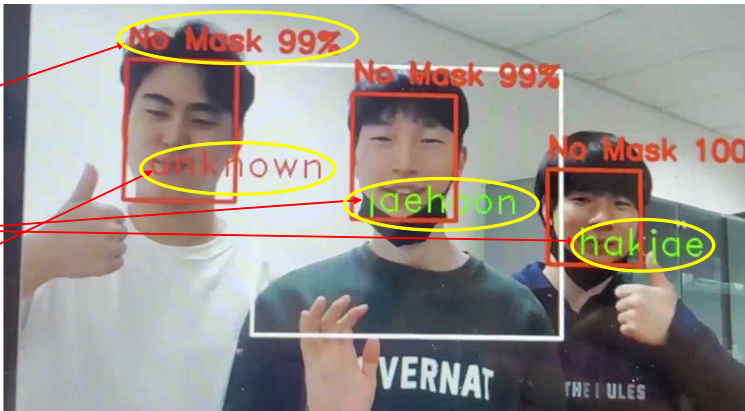 No Mask 99%
No Mask 99%
No Mask 100
unknown
jaehoon
hakjae
VERNAT
THE RULES